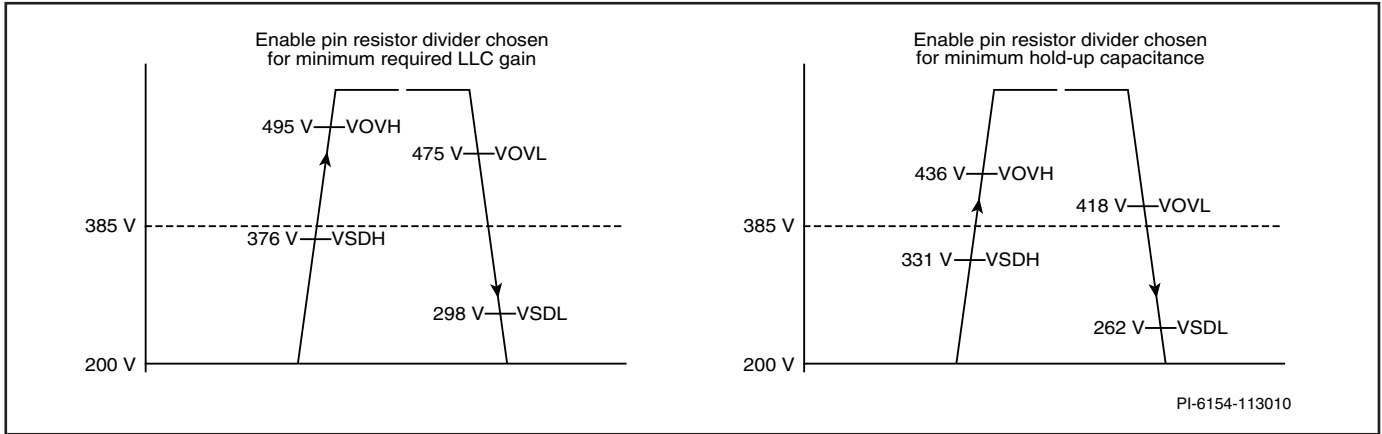 Enable pin resistor divider chosen
for minimum required LLC gain
495 V VOVH
475 V VOVL
385 V
376 V VSDH
298 V VSDL
200 V
Enable pin resistor divider chosen
for minimum hold-up capacitance
436 V VOVH
418 V VOVL
385 V
331 V VSDH
262 V VSDL
200 V
PI-6154-113010